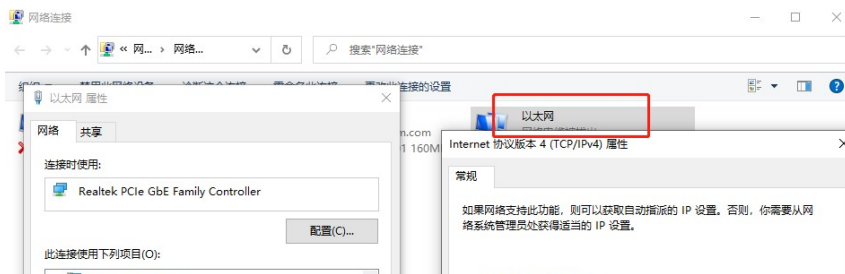 网络连接
« 网... › 网络...
搜索"网络连接"
更改此连接的设置
以太网 属性
网络
共享
连接时使用:
Realtek PCIe GbE Family Controller
配置(C)...
此连接使用下列项目(O):
n.com
1 160M
以太网
Internet 协议版本 4 (TCP/IPv4) 属性
常规
如果网络支持此功能，则可以获取自动指派的 IP 设置。否则，你需要从网
络系统管理员处获得适当的 IP 设置。